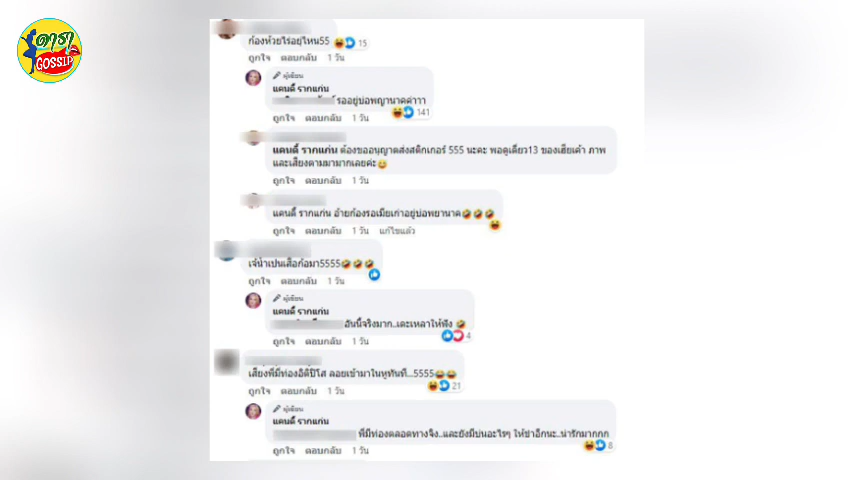 ดารา
GOSSIP
ก้องห้วยไร่อยู่ไหน55
15
ถูกใจ ตอบกลับ 1 วัน
ผู้เขียน
แคนดี้ รากแก่น
รออยู่บ่อพญานาคค่าาา
141
ถูกใจ ตอบกลับ 1 วัน
แคนดี้ รากแก่น ต้องขออนุญาตส่งสติกเกอร์ 555 นะคะ พอดูเดี่ยว13 ของเฮียเค้า ภาพ
และเสียงตามมามากเลยค่ะ😂
ถูกใจ ตอบกลับ 1 วัน
แคนดี้ รากแก่น อ้ายก้องรอเมียเก่าอยู่บ่อพยานาค🤣🤣🤣
ถูกใจ ตอบกลับ 1 วัน แก้ไขแล้ว
เจ้น้ำเปนเสือก้อมา5555🤣🤣🤣
ถูกใจ ตอบกลับ 1 วัน
ผู้เขียน
แคนดี้ รากแก่น
อันนี้จริงมาก..เดะเหลาให้ฟัง 🤣
4
ถูกใจ ตอบกลับ 1 วัน
เสียงพี่มีท่องอิติปิโส ลอยเข้ามาในหูทันที...5555😂😂
21
ถูกใจ ตอบกลับ 1 วัน
ผู้เขียน
แคนดี้ รากแก่น
พี่มีท่องตลอดทางจิง..และยังมีบ่นอะไรๆ ให้ขำอีกนะ..น่ารักมากกก
8
ถูกใจ ตอบกลับ 1 วัน